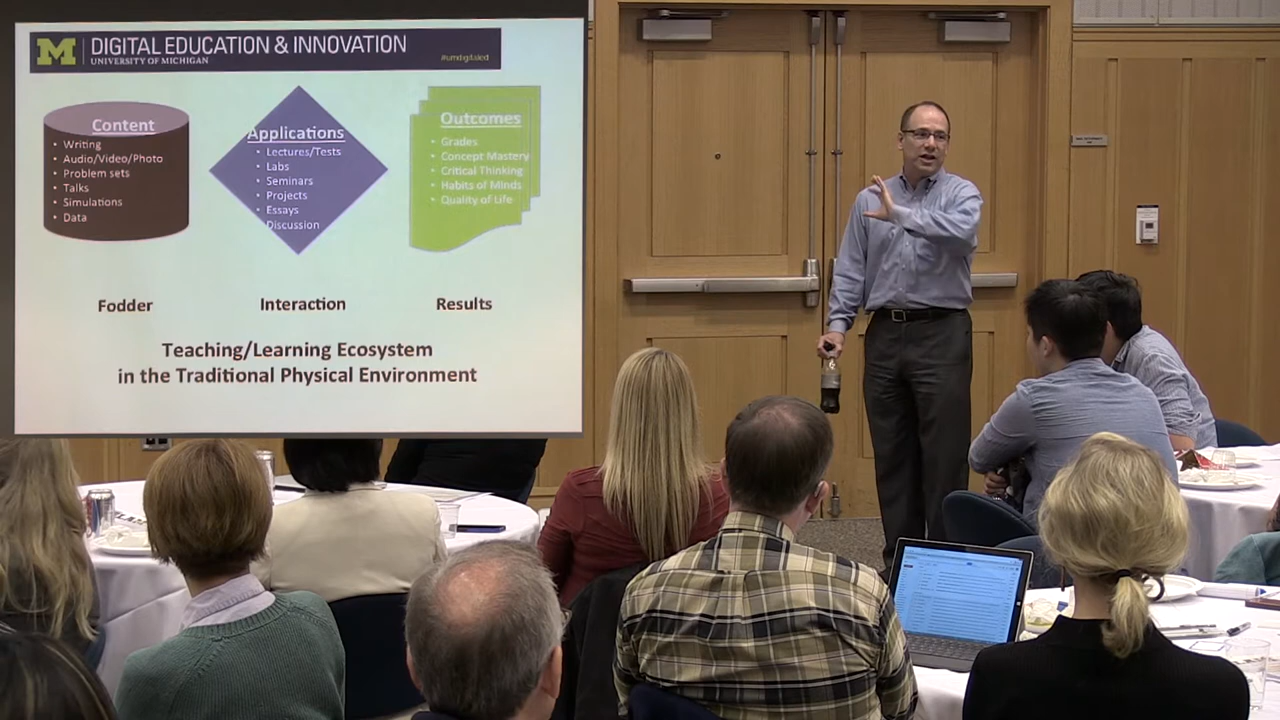 M
DIGITAL EDUCATION & INNOVATION
UNIVERSITY OF MICHIGAN
#umdigitaled
Content
• Writing
• Audio/Video/Photo
• Problem sets
• Talks
• Simulations
• Data
Applications
• Lectures/Tests
• Labs
• Seminars
• Projects
• Essays
Discussion
Outcomes
• Grades
• Concept Mastery
• Critical Thinking
• Habits of Minds
• Quality of Life
Fodder
Interaction
Results
Teaching/Learning Ecosystem
in the Traditional Physical Environment